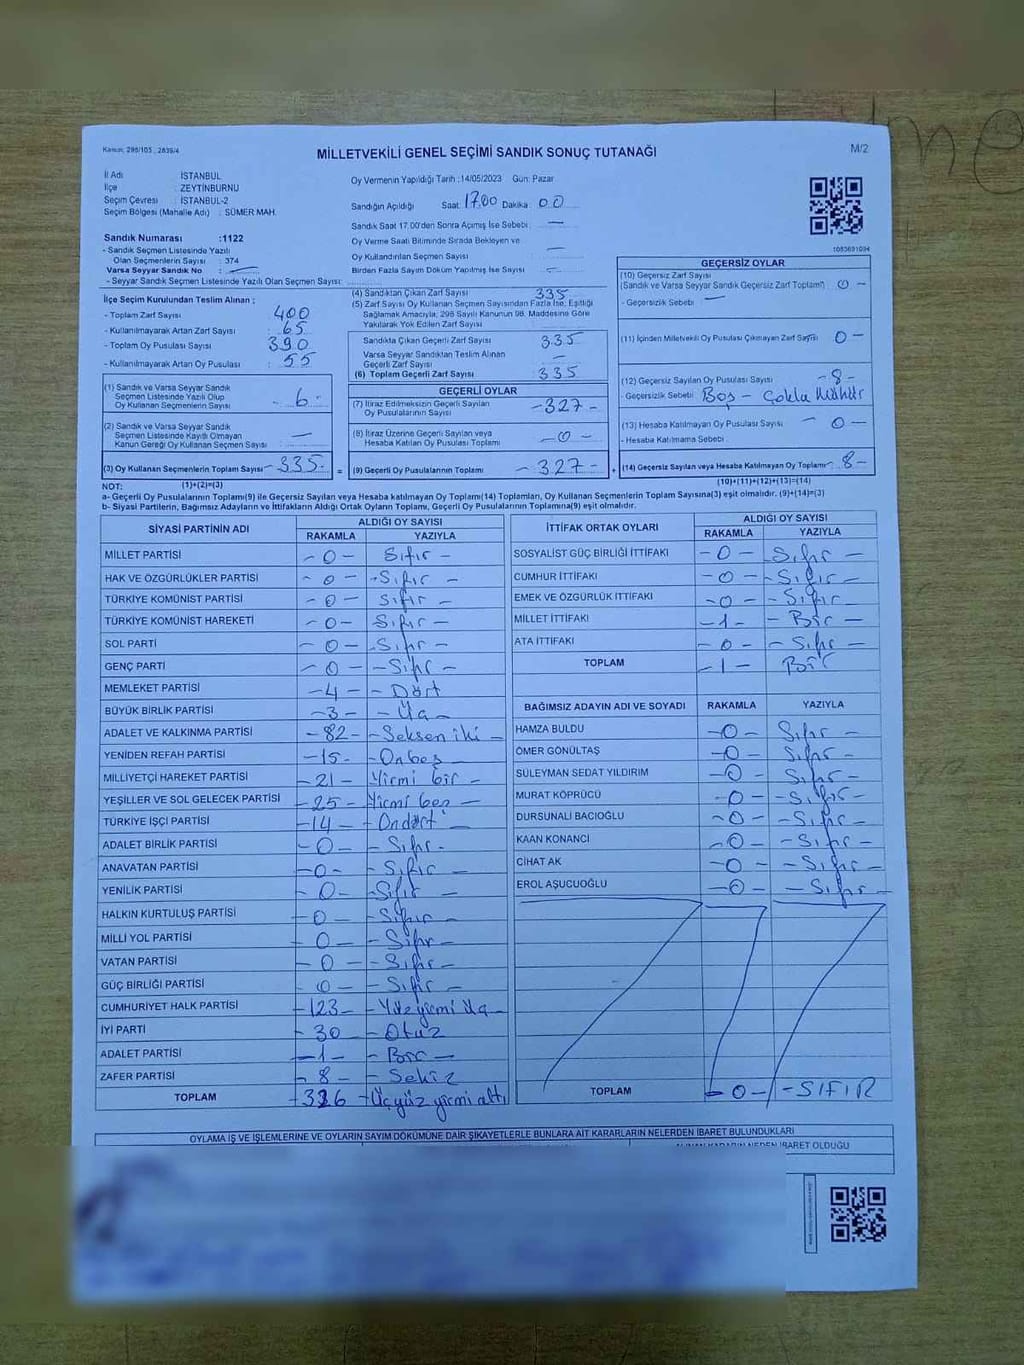 Kanun: 298/105 , 2839/4
MİLLETVEKİLİ GENEL SEÇİMİ SANDIK SONUÇ TUTANAĞI
M/2
İl Adı : İSTANBUL
İlçe : ZEYTİNBURNU
Seçim Çevresi : İSTANBUL-2
Seçim Bölgesi (Mahalle Adı) : SÜMER MAH.
Oy Vermenin Yapıldığı Tarih :14/05/2023 Gün: Pazar
Sandığın Açıldığı Saat: 17.00 Dakika: 00
Sandık Saat 17.00'den Sonra Açımış İse Sebebi : —
Oy Verme Saati Bitiminde Sırada Bekleyen ve
Oy Kullandırılan Seçmen Sayısı : —
Birden Fazla Sayım Döküm Yapılmış İse Sayısı : —
Sandık Numarası :1122
- Sandık Seçmen Listesinde Yazılı
Olan Seçmenlerin Sayısı : 374
Varsa Seyyar Sandık No : —
- Seyyar Sandık Seçmen Listesinde Yazılı Olan Seçmen Sayısı:
İlçe Seçim Kurulundan Teslim Alınan ;
- Toplam Zarf Sayısı : 400
- Kullanılmayarak Artan Zarf Sayısı : 65
- Toplam Oy Pusulası Sayısı : 390
- Kullanılmayarak Artan Oy Pusulası : 55
(1) Sandık ve Varsa Seyyar Sandık
Seçmen Listesinde Yazılı Olup
Oy Kullanan Seçmenlerin Sayısı : 6 -
(2) Sandık ve Varsa Seyyar Sandık
Seçmen Listesinde Kayıtlı Olmayan
Kanun Gereği Oy Kullanan Seçmen Sayısı : —
(3) Oy Kullanan Seçmenlerin Toplam Sayısı - 335 -
(4) Sandıktan Çıkan Zarf Sayısı : 335
(5) Zarf Sayısı Oy Kullanan Seçmen Sayısından Fazla İse, Eşitliği
Sağlamak Amacıyla, 298 Sayılı Kanunun 98. Maddesine Göre
Yakılarak Yok Edilen Zarf Sayısı :
Sandıkta Çıkan Geçerli Zarf Sayısı : 335
Varsa Seyyar Sandıktan Teslim Alınan
Geçerli Zarf Sayısı : —
(6) Toplam Geçerli Zarf Sayısı : 335
GEÇERLİ OYLAR
(7) İtiraz Edilmeksizin Geçerli Sayılan
Oy Pusulalarının Sayısı : - 327 -
(8) İtiraz Üzerine Geçerli Sayılan veya
Hesaba Katılan Oy Pusulası Toplamı : - 0 -
= (9) Geçerli Oy Pusulalarının Toplamı - 327 -
1083691094
GEÇERSİZ OYLAR
(10) Geçersiz Zarf Sayısı
(Sandık ve Varsa Seyyar Sandık Geçersiz Zarf Toplamı) : 0 -
- Geçersizlik Sebebi : —
(11) İçinden Milletvekili Oy Pusulası Çıkmayan Zarf Sayısı : 0 -
(12) Geçersiz Sayılan Oy Pusulası Sayısı : - 8 -
- Geçersizlik Sebebi : Boş - Çoklu Mühür
(13) Hesaba Katılmayan Oy Pusulası Sayısı : - 0 -
- Hesaba Katılmama Sebebi :
+ (14) Geçersiz Sayılan veya Hesaba Katılmayan Oy Toplamı - 8 -
NOT: (1)+(2)=(3)
(10)+(11)+(12)+(13)=(14)
a- Geçerli Oy Pusulalarının Toplamı(9) ile Geçersiz Sayılan veya Hesaba katılmayan Oy Toplamı(14) Toplamları, Oy Kullanan Seçmenlerin Toplam Sayısına(3) eşit olmalıdır. (9)+(14)=(3)
b- Siyasi Partilerin, Bağımsız Adayların ve İttifakların Aldığı Ortak Oyların Toplamı, Geçerli Oy Pusulalarının Toplamına(9) eşit olmalıdır.
SİYASİ PARTİNİN ADI ALDIĞI OY SAYISI
RAKAMLA YAZIYLA
MİLLET PARTİSİ - 0 - Sıfır -
HAK VE ÖZGÜRLÜKLER PARTİSİ - 0 - - Sıfır -
TÜRKİYE KOMÜNİST PARTİSİ - 0 - Sıfır -
TÜRKİYE KOMÜNİST HAREKETİ - 0 - Sıfır -
SOL PARTİ - 0 - - Sıfır -
GENÇ PARTİ - 0 - - Sıfır -
MEMLEKET PARTİSİ - 4 - - Dört
BÜYÜK BİRLİK PARTİSİ - 3 - - Üç -
ADALET VE KALKINMA PARTİSİ - 82 - - Seksen iki -
YENİDEN REFAH PARTİSİ - 15 - - Onbeş -
MİLLİYETÇİ HAREKET PARTİSİ - 21 - Yirmi bir -
YEŞİLLER VE SOL GELECEK PARTİSİ - 25 - Yirmi beş -
TÜRKİYE İŞÇİ PARTİSİ - 14 - - Ondört -
ADALET BİRLİK PARTİSİ - 0 - - Sıfır -
ANAVATAN PARTİSİ - 0 - - Sıfır -
YENİLİK PARTİSİ - 0 - - Sıfır -
HALKIN KURTULUŞ PARTİSİ - 0 - - Sıfır -
MİLLİ YOL PARTİSİ - 0 - - Sıfır -
VATAN PARTİSİ - 0 - - Sıfır -
GÜÇ BİRLİĞİ PARTİSİ - 0 - - Sıfır -
CUMHURİYET HALK PARTİSİ - 123 - - Yüz yirmi üç -
İYİ PARTİ - 30 - - Otuz
ADALET PARTİSİ - 1 - - Bir -
ZAFER PARTİSİ - 8 - - Sekiz
TOPLAM - 326 - Üçyüz yirmi altı
İTTİFAK ORTAK OYLARI ALDIĞI OY SAYISI
RAKAMLA YAZIYLA
SOSYALİST GÜÇ BİRLİĞİ İTTİFAKI - 0 - Sıfır -
CUMHUR İTTİFAKI - 0 - - Sıfır -
EMEK VE ÖZGÜRLÜK İTTİFAKI - 0 - - Sıfır -
MİLLET İTTİFAKI - 1 - - Bir -
ATA İTTİFAKI - 0 - - Sıfır -
TOPLAM - 1 - Bir
BAĞIMSIZ ADAYIN ADI VE SOYADI RAKAMLA YAZIYLA
HAMZA BULDU - 0 - Sıfır -
ÖMER GÖNÜLTAŞ - 0 - Sıfır -
SÜLEYMAN SEDAT YILDIRIM - 0 - Sıfır -
MURAT KÖPRÜCÜ - 0 - - Sıfır -
DURSUNALİ BACIOĞLU - 0 - - Sıfır -
KAAN KONANCİ - 0 - - Sıfır -
CİHAT AK - 0 - - Sıfır -
EROL AŞUCUOĞLU - 0 - - Sıfır -
TOPLAM - 0 - - SIFIR
OYLAMA İŞ VE İŞLEMLERİNE VE OYLARIN SAYIM DÖKÜMÜNE DAİR ŞİKAYETLERLE BUNLARA AİT KARARLARIN NELERDEN İBARET BULUNDUKLARI
ALINAN KARARIN NEDEN İBARET OLDUĞU